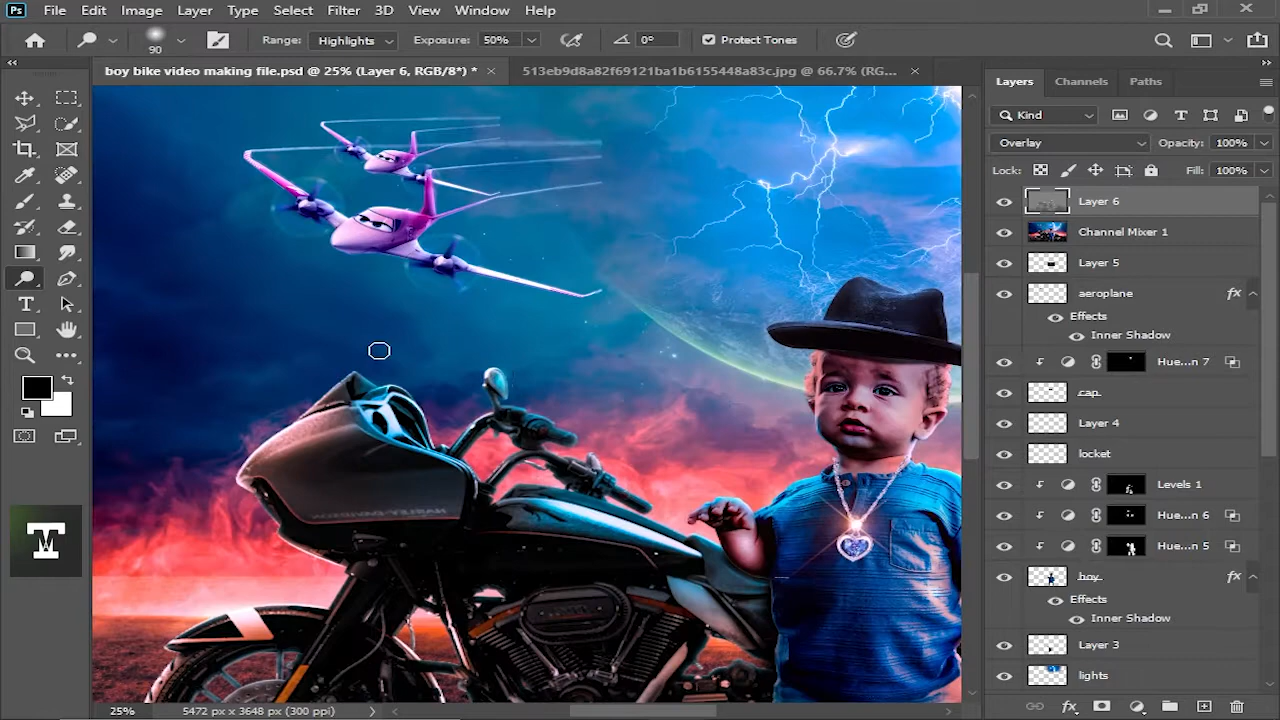 Ps File Edit Image Layer Type Select Filter 3D View Window Help
90 Range: Highlights Exposure: 50% 0° Protect Tones
boy bike video making file.psd @ 25% (Layer 6, RGB/8*) * × 513eb9d8a82f69121ba1b6155448a83c.jpg @ 66.7% (RG... ×
Layers Channels Paths
Kind
Overlay Opacity: 100%
Lock: Fill: 100%
Layer 6
Channel Mixer 1
Layer 5
aeroplane fx
Effects
Inner Shadow
Hue...n 7
cap
Layer 4
locket
Levels 1
Hue...n 6
Hue...n 5
boy fx
Effects
Inner Shadow
Layer 3
lights
25% 5472 px x 3648 px (300 ppi)